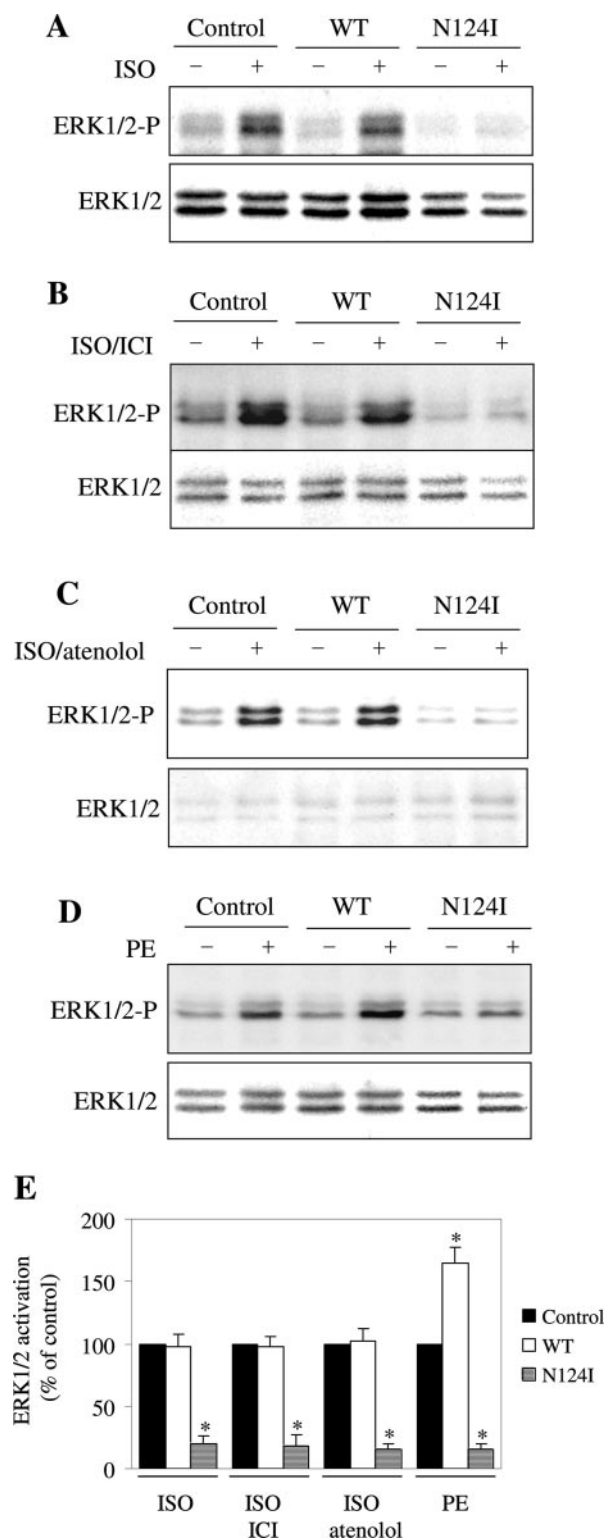 A
Control WT N124I
ISO − + − + − +
ERK1/2-P
ERK1/2
B
Control WT N124I
ISO/ICI − + − + − +
ERK1/2-P
ERK1/2
C
Control WT N124I
ISO/atenolol − + − + − +
ERK1/2-P
ERK1/2
D
Control WT N124I
PE − + − + − +
ERK1/2-P
ERK1/2
E
ERK1/2 activation
(% of control)
200
150
100
50
0
* * * * *
Control
WT
N124I
ISO ISO ISO PE
ICI atenolol